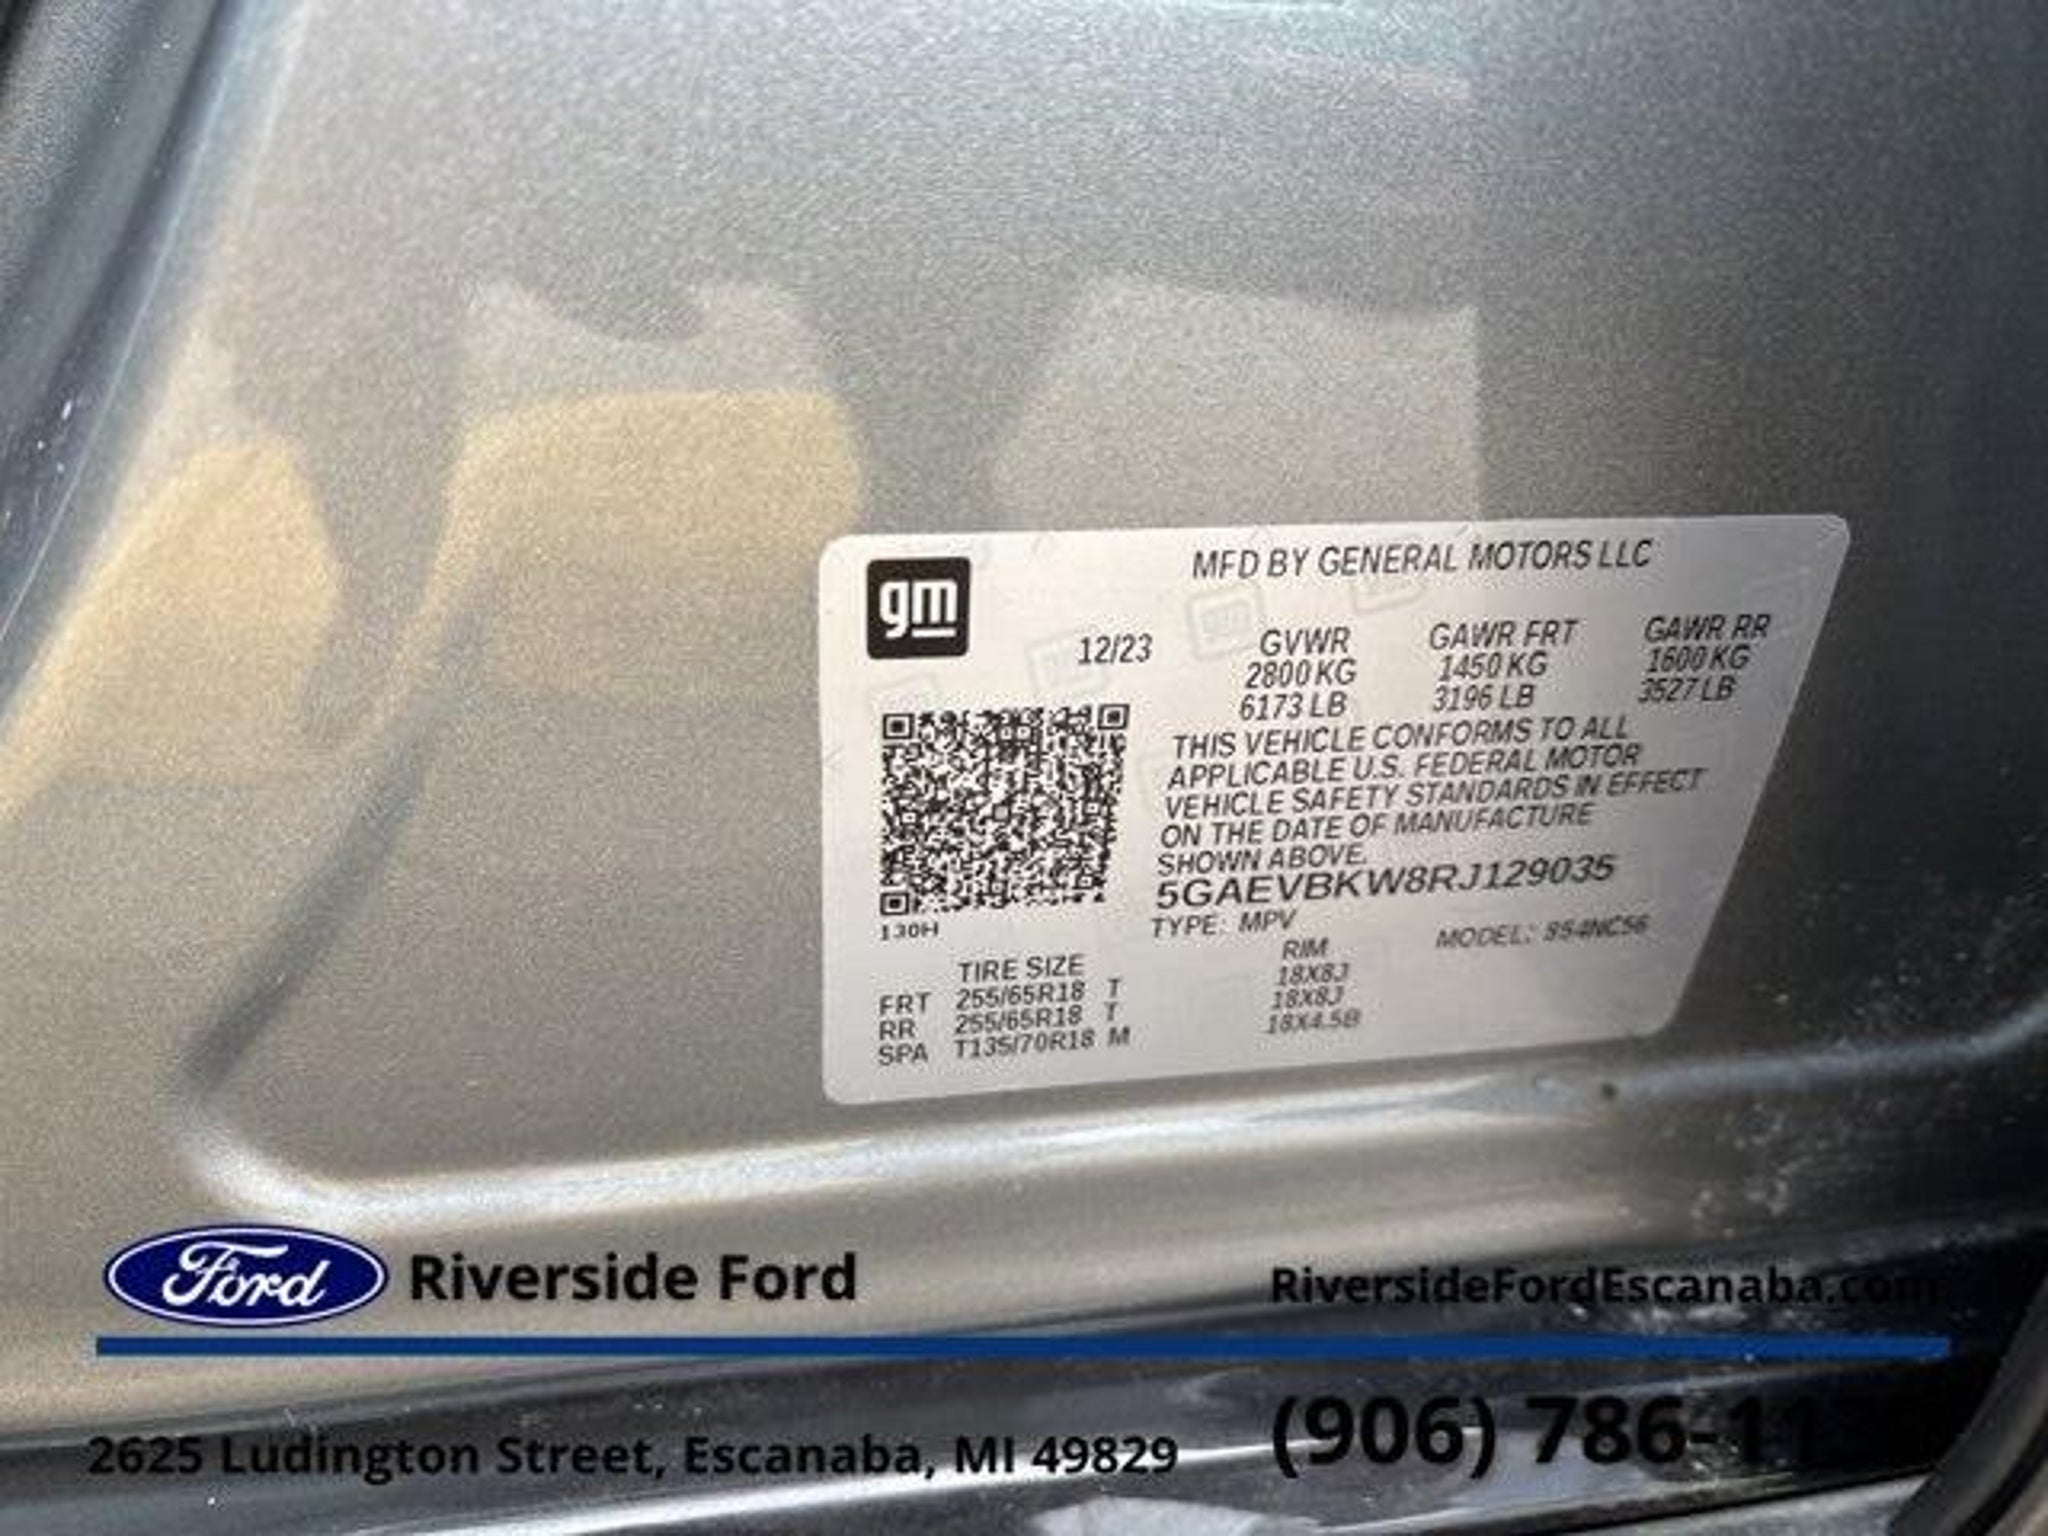 gm
MFD BY GENERAL MOTORS LLC
12/23
GVWR GAWR FRT GAWR RR
2800 KG 1450 KG 1600 KG
6173 LB 3196 LB 3527 LB
THIS VEHICLE CONFORMS TO ALL
APPLICABLE U.S. FEDERAL MOTOR
VEHICLE SAFETY STANDARDS IN EFFECT
ON THE DATE OF MANUFACTURE
SHOWN ABOVE.
5GAEVBKW8RJ129035
130H
TYPE: MPV MODEL:
TIRE SIZE RIM
FRT 255/65R18 T 18X8J
RR 255/65R18 T 18X8J
SPA T135/70R18 M 18X4.5B
Ford Riverside Ford RiversideFordEscanaba.com
2625 Ludington Street, Escanaba, MI 49829 (906) 786-11